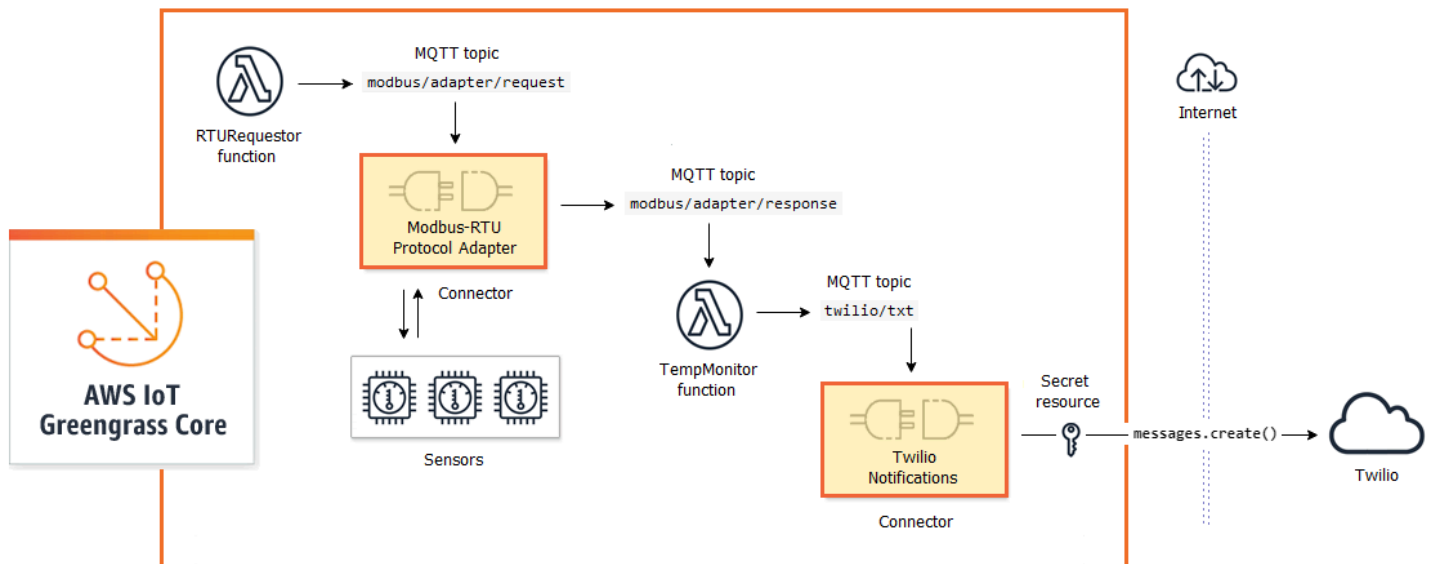 MQTT topic
modbus/adapter/request
RTURequestor
function
Internet
MQTT topic
modbus/adapter/response
Modbus-RTU
Protocol Adapter
Connector
MQTT topic
twilio/txt
TempMonitor
function
AWS IoT
Greengrass Core
Sensors
Secret
resource
messages.create()
Twilio
Notifications
Twilio
Connector